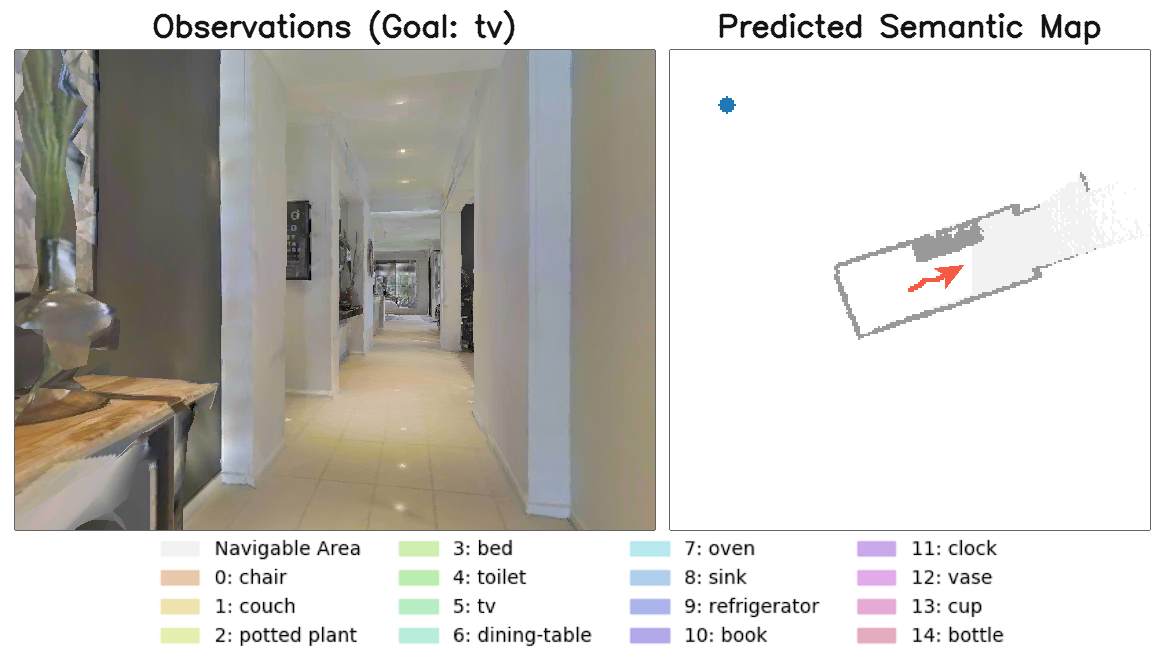 Observations (Goal: tv)
Predicted Semantic Map
Navigable Area
0: chair
1: couch
2: potted plant
3: bed
4: toilet
5: tv
6: dining-table
7: oven
8: sink
9: refrigerator
10: book
11: clock
12: vase
13: cup
14: bottle